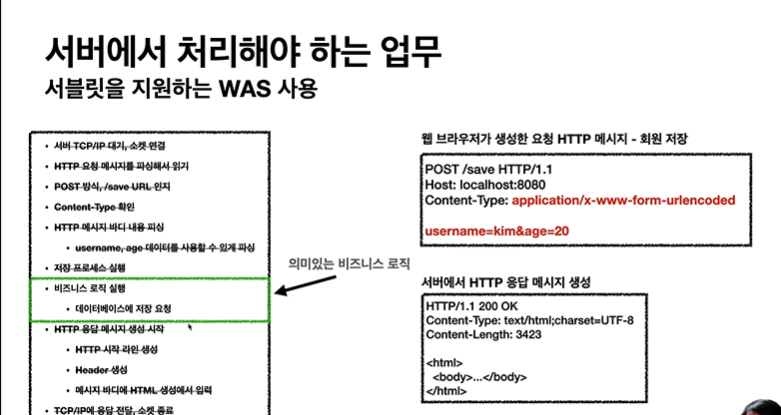 서버에서 처리해야 하는 업무
서블릿을 지원하는 WAS 사용
• 서버 TCP/IP 대기, 소켓 연결
• HTTP 요청 메시지를 파싱해서 읽기
• POST 방식, /save URL 인지
• Content-Type 확인
• HTTP 메시지 바디 내용 파싱
• username, age 데이터를 사용할 수 있게 파싱
• 저장 프로세스 실행
• 비즈니스 로직 실행
• 데이터베이스에 저장 요청
• HTTP 응답 메시지 생성 시작
• HTTP 시작 라인 생성
• Header 생성
• 메시지 바디에 HTML 생성에서 입력
• TCP/IP에 응답 전달, 소켓 종료
의미있는 비즈니스 로직
웹 브라우저가 생성한 요청 HTTP 메시지 - 회원 저장
POST /save HTTP/1.1
Host: localhost:8080
Content-Type: application/x-www-form-urlencoded
username=kim&age=20
서버에서 HTTP 응답 메시지 생성
HTTP/1.1 200 OK
Content-Type: text/html;charset=UTF-8
Content-Length: 3423
<html>
<body>...</body>
</html>